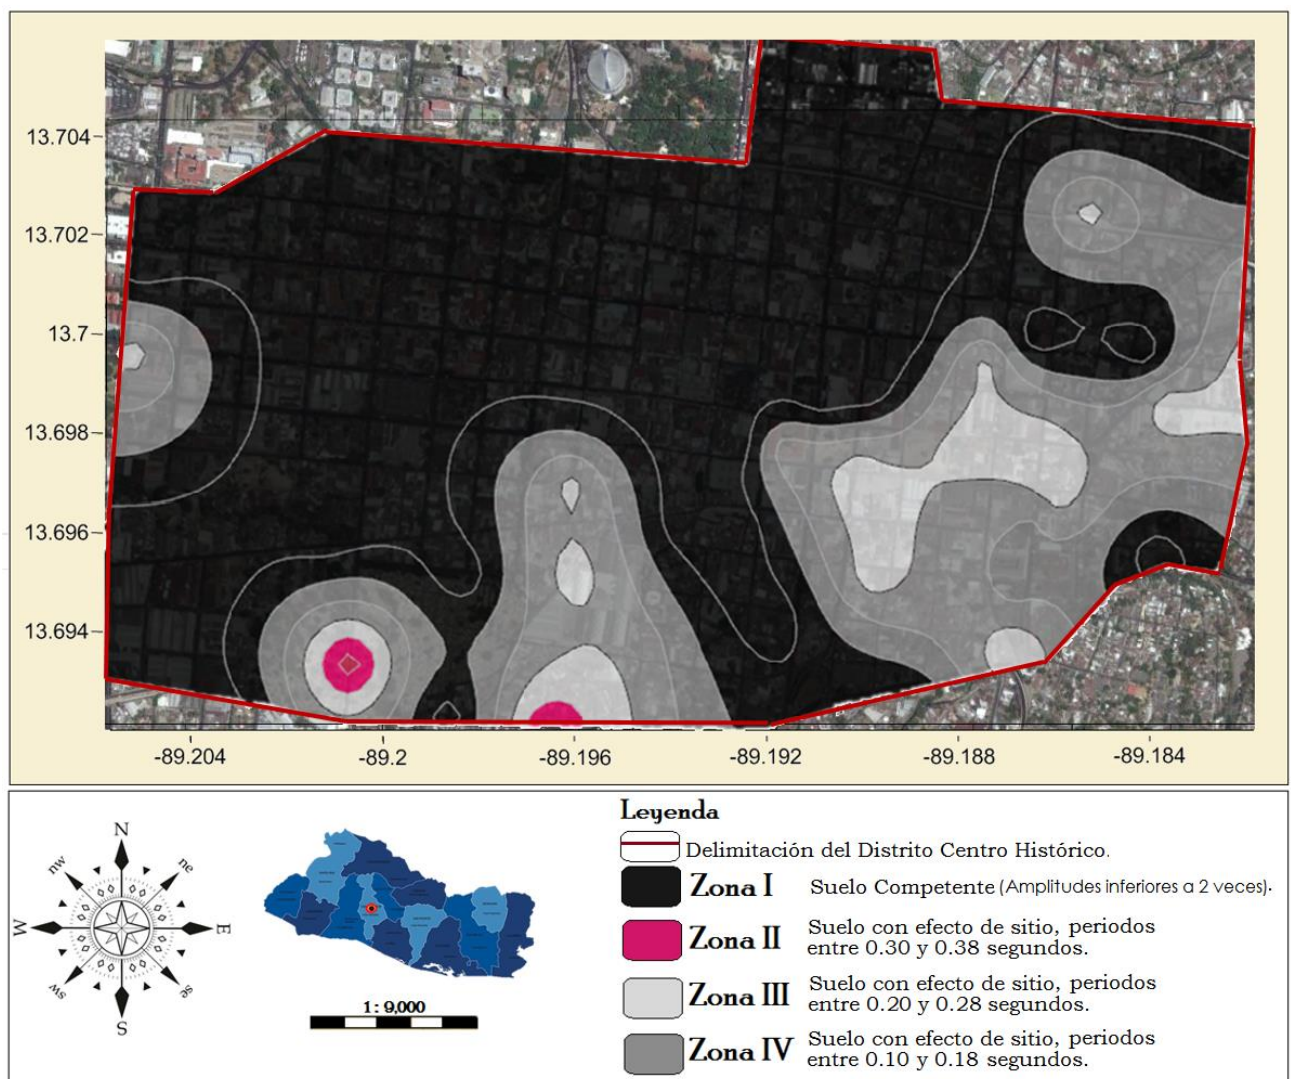 13.704
13.702
13.7
13.698
13.696
13.694
-89.204
-89.2
-89.196
-89.192
-89.188
-89.184
N
ne
E
se
S
sw
W
nw
1 : 9,000
Leyenda
Delimitación del Distrito Centro Histórico.
Zona I Suelo Competente (Amplitudes inferiores a 2 veces).
Zona II Suelo con efecto de sitio, periodos
entre 0.30 y 0.38 segundos.
Zona III Suelo con efecto de sitio, periodos
entre 0.20 y 0.28 segundos.
Zona IV Suelo con efecto de sitio, periodos
entre 0.10 y 0.18 segundos.